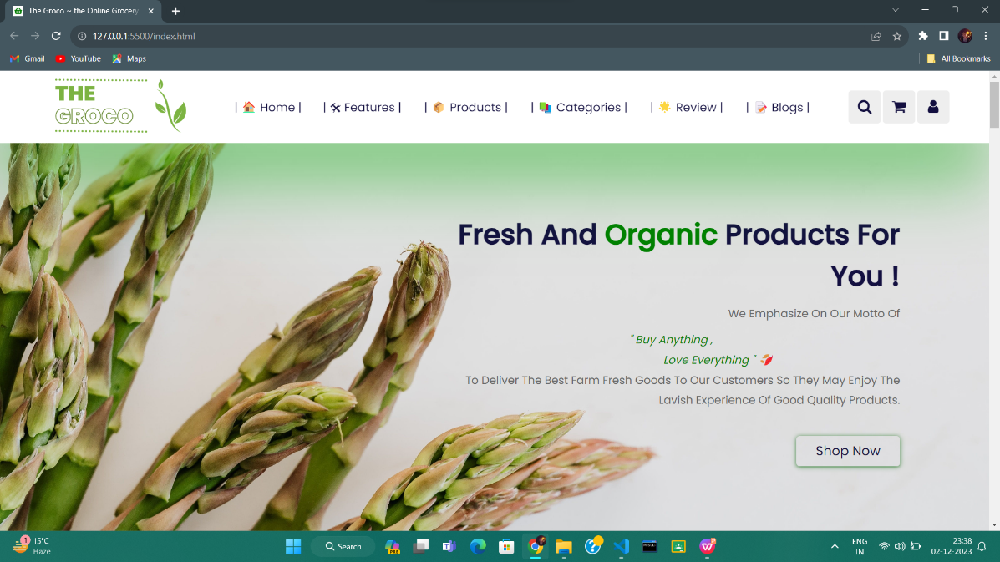 The Groco ~ the Online Grocery
127.0.0.1:5500/index.html
Gmail YouTube Maps All Bookmarks
THE
GROCO
| 🏠 Home | | 🛠 Features | | 📦 Products | | 📚 Categories | | 🌟 Review | | 📝 Blogs |
Fresh And Organic Products For
You !
We Emphasize On Our Motto Of
" Buy Anything ,
Love Everything " 🍂
To Deliver The Best Farm Fresh Goods To Our Customers So They May Enjoy The
Lavish Experience Of Good Quality Products.
Shop Now
1
15°C
Haze
Search
PRE
ENG
IN
23:38
02-12-2023